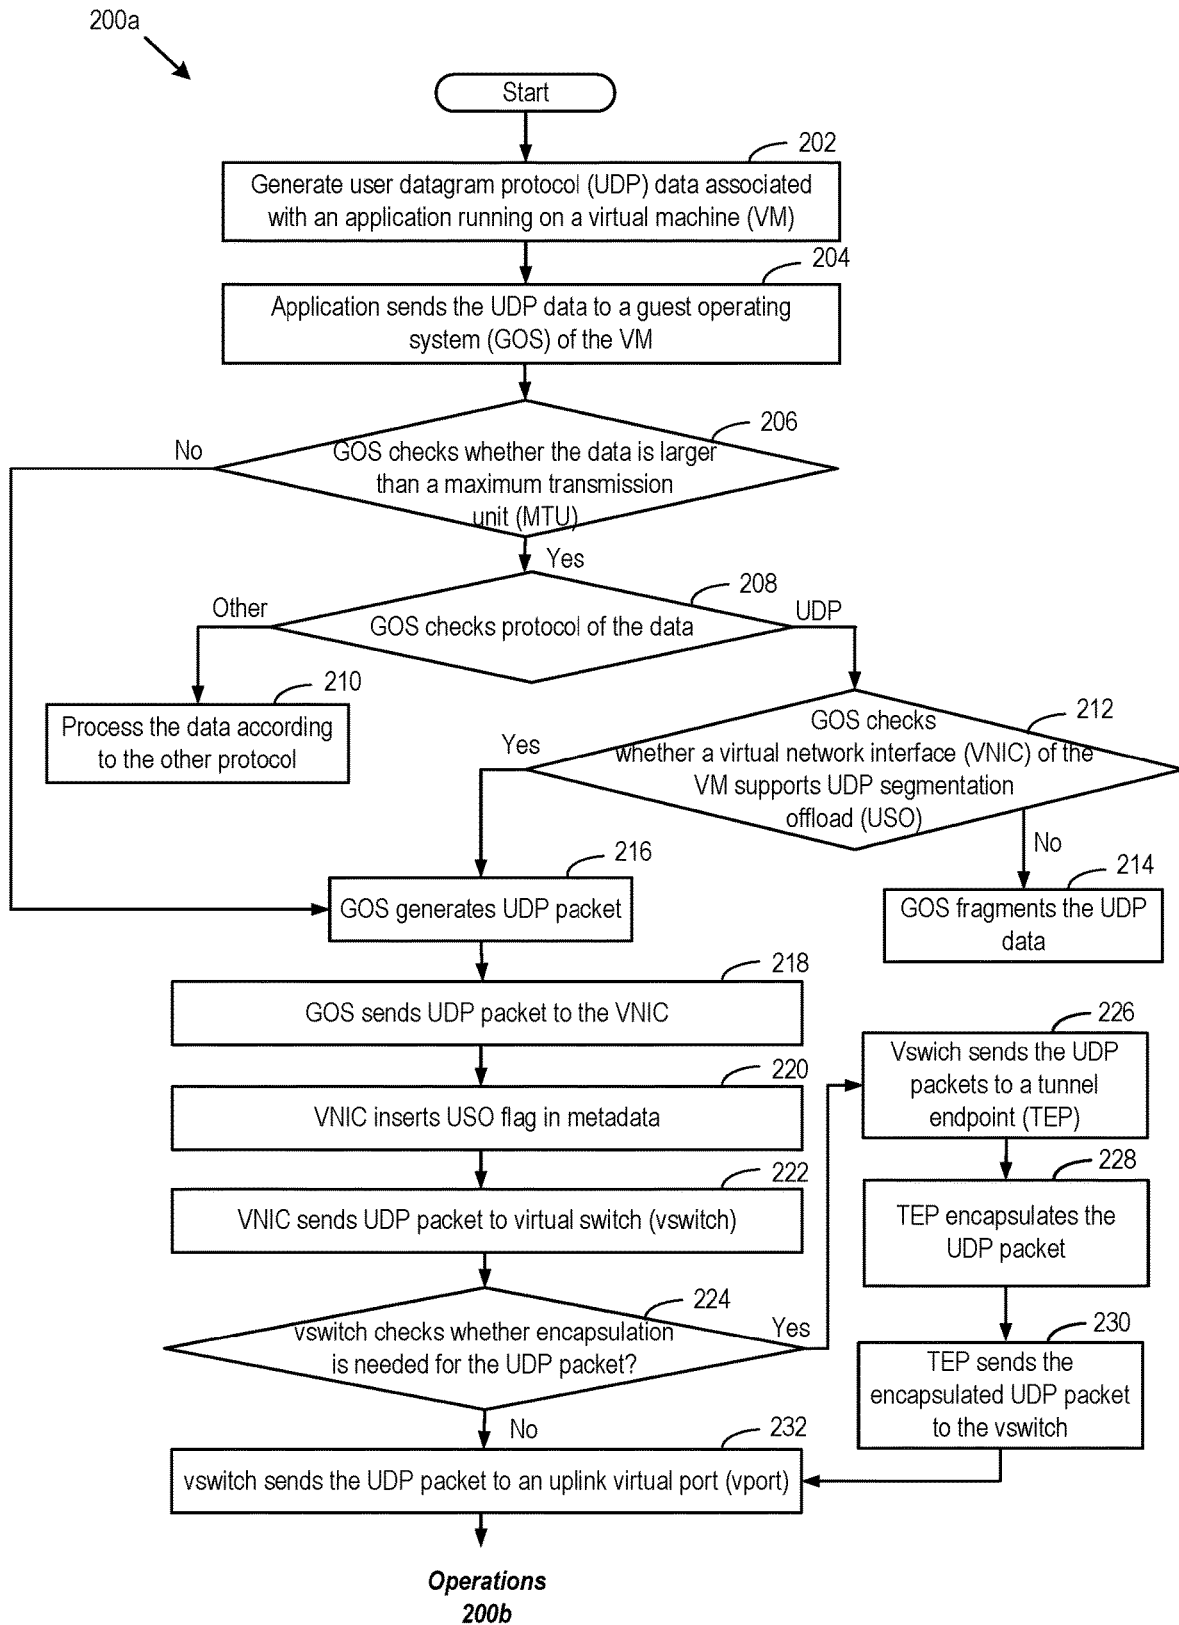 200a
Start
202
Generate user datagram protocol (UDP) data associated
with an application running on a virtual machine (VM)
204
Application sends the UDP data to a guest operating
system (GOS) of the VM
206
No
GOS checks whether the data is larger
than a maximum transmission
unit (MTU)
Yes
208
Other
UDP
GOS checks protocol of the data
210
Process the data according
to the other protocol
212
GOS checks
whether a virtual network interface (VNIC) of the
VM supports UDP segmentation
offload (USO)
Yes
No
214
GOS fragments the UDP
data
216
GOS generates UDP packet
218
GOS sends UDP packet to the VNIC
220
VNIC inserts USO flag in metadata
222
VNIC sends UDP packet to virtual switch (vswitch)
224
vswitch checks whether encapsulation
is needed for the UDP packet?
Yes
No
226
Vswich sends the UDP
packets to a tunnel
endpoint (TEP)
228
TEP encapsulates the
UDP packet
230
TEP sends the
encapsulated UDP packet
to the vswitch
232
vswitch sends the UDP packet to an uplink virtual port (vport)
Operations
200b